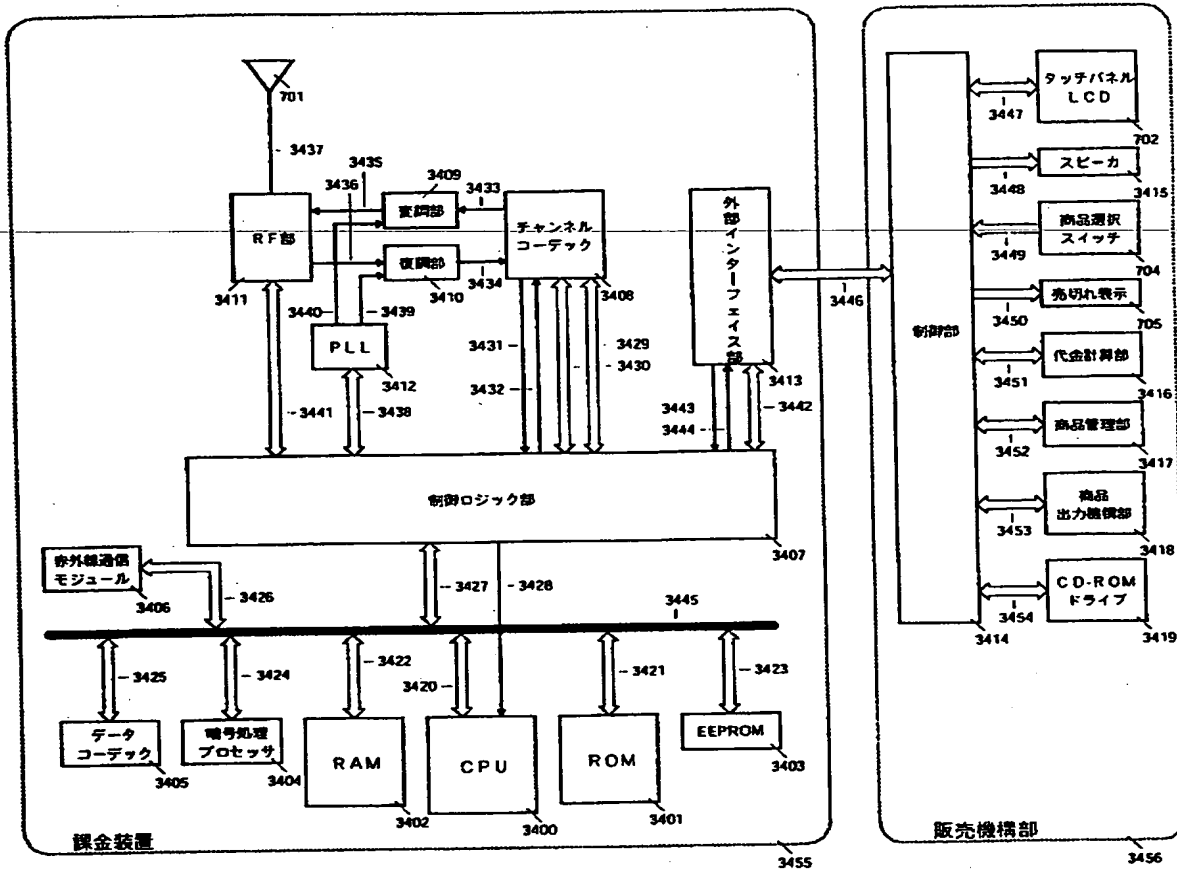 701
3437
3435
3436
3409
3433
変調部
RF部
復調部
チャンネル
コーデック
3411
3410
3434
3408
3440
3439
PLL
3412
3441
3438
3431
3432
3429
3430
外部インターフェイス部
3413
3443
3444
3442
3446
制御ロジック部
3407
赤外線通信
モジュール
3406
3426
3427
3428
3445
3425
3424
3422
3420
3421
3423
データ
コーデック
3405
暗号処理
プロセッサ
3404
RAM
3402
CPU
3400
ROM
3401
EEPROM
3403
課金装置
3455
制御部
3414
3447
タッチパネル
LCD
702
3448
スピーカ
3415
3449
商品選択
スイッチ
704
3450
売切れ表示
705
3451
代金計算部
3416
3452
商品管理部
3417
3453
商品
出力機構部
3418
3454
CD-ROM
ドライブ
3419
販売機構部
3456